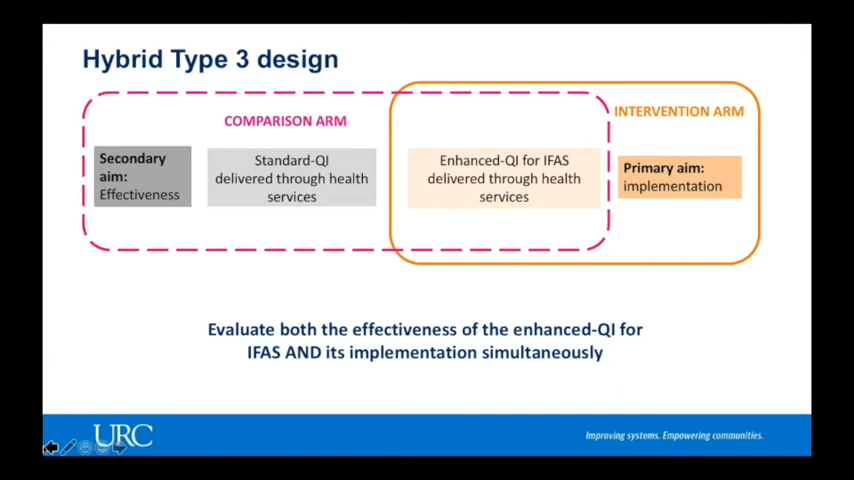 Hybrid Type 3 design
COMPARISON ARM
INTERVENTION ARM
Secondary
aim:
Effectiveness
Standard-QI
delivered through health
services
Enhanced-QI for IFAS
delivered through health
services
Primary aim:
implementation
Evaluate both the effectiveness of the enhanced-QI for
IFAS AND its implementation simultaneously
URC
Improving systems. Empowering communities.